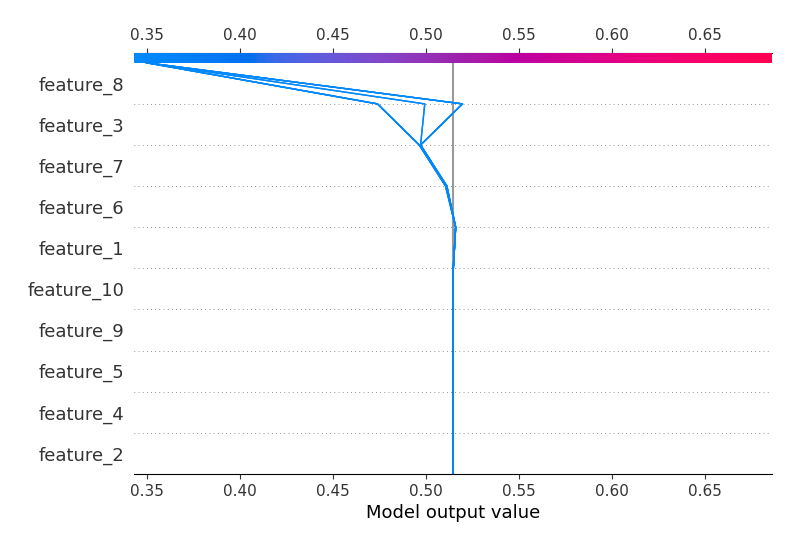 0.35 0.40 0.45 0.50 0.55 0.60 0.65
feature_8
feature_3
feature_7
feature_6
feature_1
feature_10
feature_9
feature_5
feature_4
feature_2
0.35 0.40 0.45 0.50 0.55 0.60 0.65
Model output value